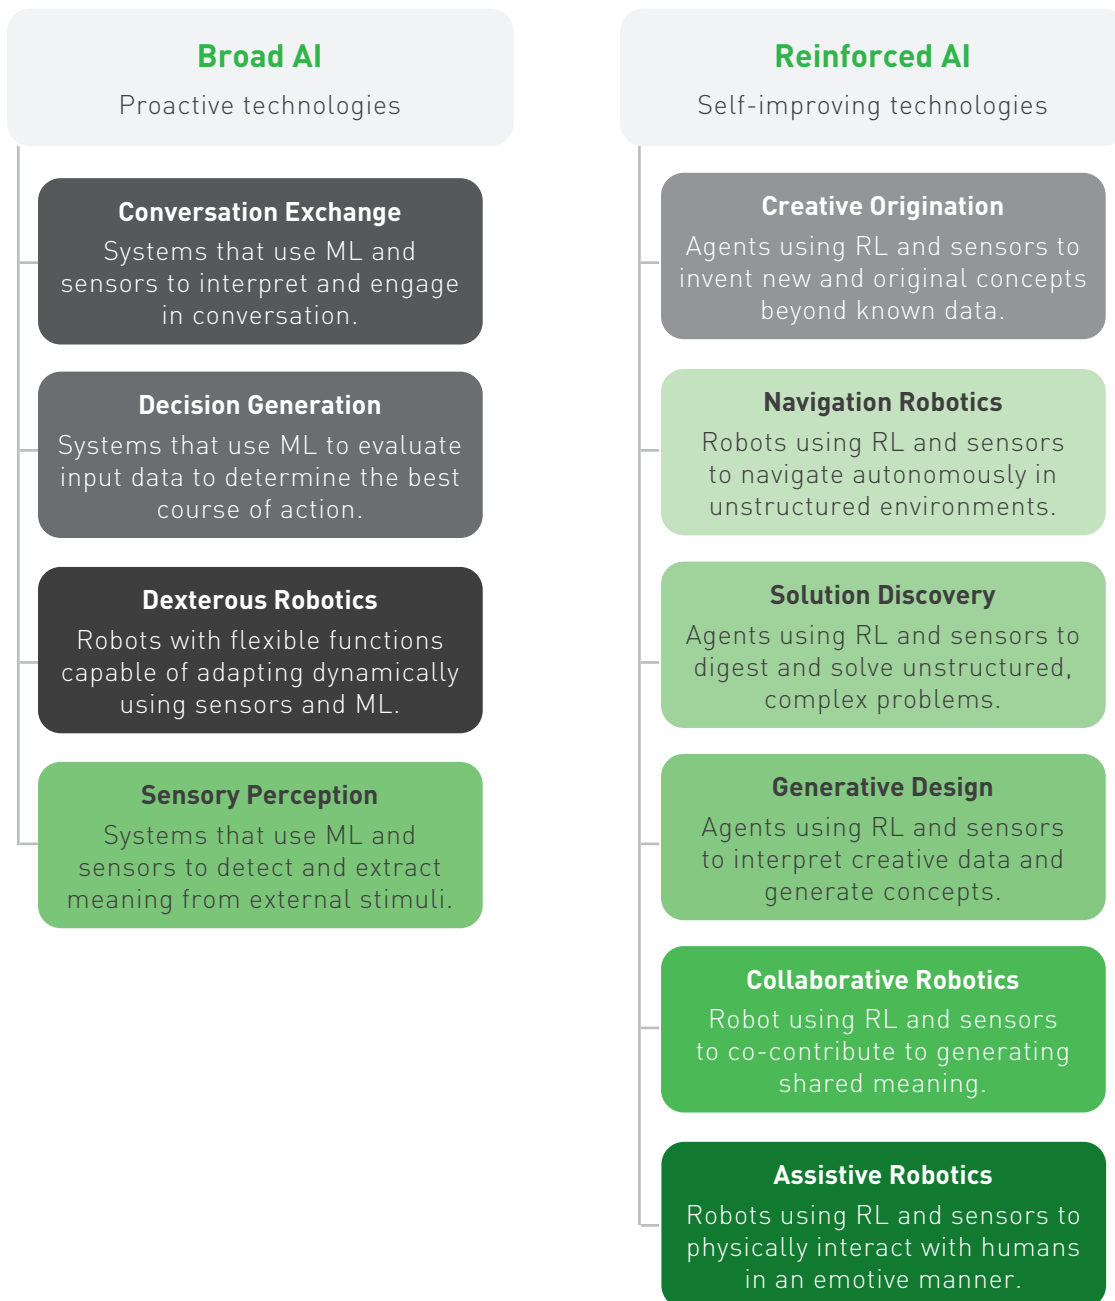 Broad AI
Proactive technologies
Conversation Exchange
Systems that use ML and
sensors to interpret and engage
in conversation.
Decision Generation
Systems that use ML to evaluate
input data to determine the best
course of action.
Dexterous Robotics
Robots with flexible functions
capable of adapting dynamically
using sensors and ML.
Sensory Perception
Systems that use ML and
sensors to detect and extract
meaning from external stimuli.
Reinforced AI
Self-improving technologies
Creative Origination
Agents using RL and sensors to
invent new and original concepts
beyond known data.
Navigation Robotics
Robots using RL and sensors
to navigate autonomously in
unstructured environments.
Solution Discovery
Agents using RL and sensors to
digest and solve unstructured,
complex problems.
Generative Design
Agents using RL and sensors
to interpret creative data and
generate concepts.
Collaborative Robotics
Robot using RL and sensors
to co-contribute to generating
shared meaning.
Assistive Robotics
Robots using RL and sensors to
physically interact with humans
in an emotive manner.